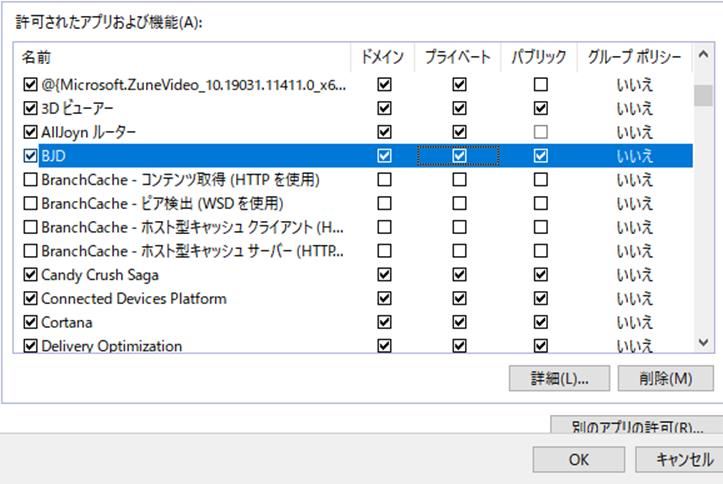 許可されたアプリおよび機能(A):
名前 ドメイン プライベート パブリック グループ ポリシー
@{Microsoft.ZuneVideo_10.19031.11411.0_x6... いいえ
3D ビューアー いいえ
AllJoyn ルーター いいえ
BJD いいえ
BranchCache - コンテンツ取得 (HTTP を使用) いいえ
BranchCache - ピア検出 (WSD を使用) いいえ
BranchCache - ホスト型キャッシュ クライアント (H... いいえ
BranchCache - ホスト型キャッシュ サーバー (HTTP... いいえ
Candy Crush Saga いいえ
Connected Devices Platform いいえ
Cortana いいえ
Delivery Optimization いいえ
詳細(L)... 削除(M)
別のアプリの許可(R)...
OK キャンセル